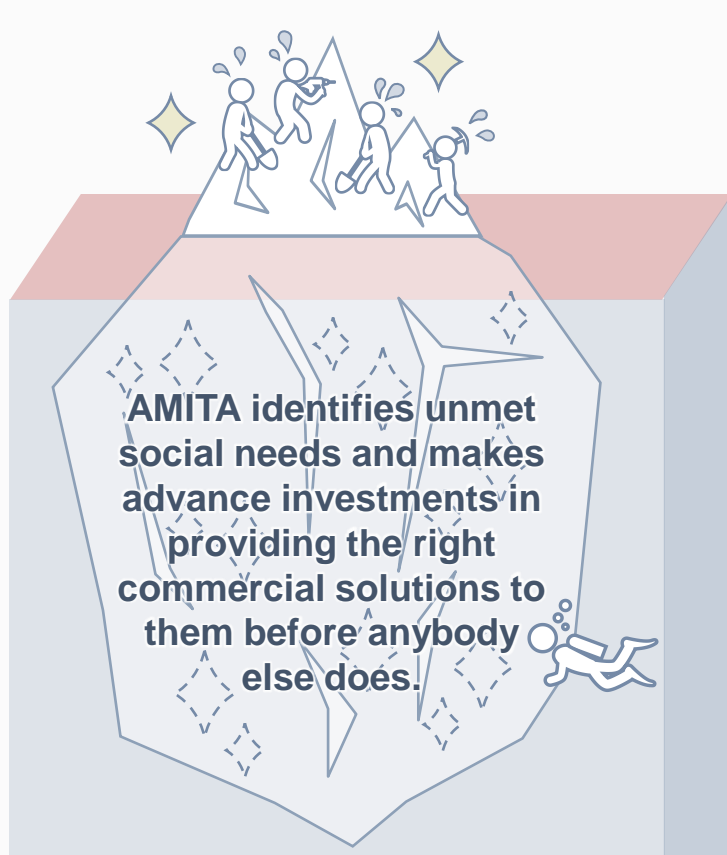 AMITA identifies unmet
social needs and makes
advance investments in
providing the right
commercial solutions to
them before anybody
else does.